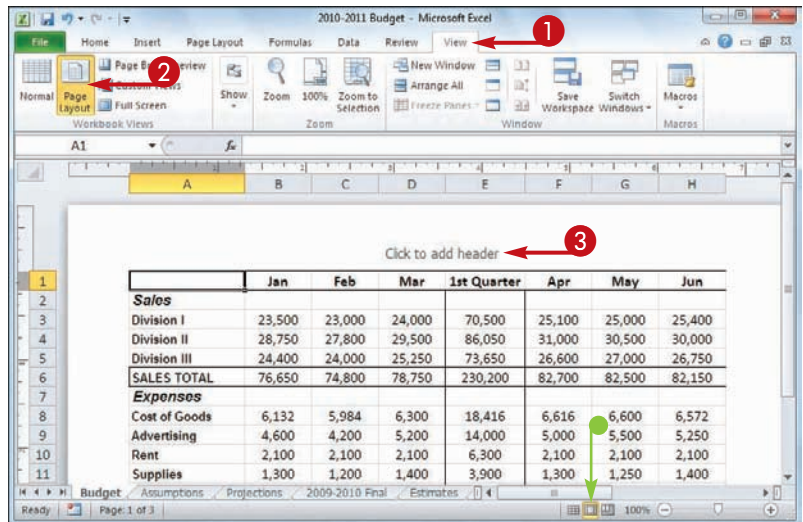 2010-2011 Budget - Microsoft Excel
File Home Insert Page Layout Formulas Data Review View 1
Normal Page Layout 2 Full Screen Show Zoom 100% Zoom to Selection New Window Arrange All Freeze Panes Save Workspace Switch Windows Macros
Workbook Views Zoom Window Macros
A1 fx
A B C D E F G H
Click to add header 3
1 Jan Feb Mar 1st Quarter Apr May Jun
2 Sales
3 Division I 23,500 23,000 24,000 70,500 25,100 25,000 25,400
4 Division II 28,750 27,800 29,500 86,050 31,000 30,500 30,000
5 Division III 24,400 24,000 25,250 73,650 26,600 27,000 26,750
6 SALES TOTAL 76,650 74,800 78,750 230,200 82,700 82,500 82,150
7 Expenses
8 Cost of Goods 6,132 5,984 6,300 18,416 6,616 6,600 6,572
9 Advertising 4,600 4,200 5,200 14,000 5,000 5,500 5,250
10 Rent 2,100 2,100 2,100 6,300 2,100 2,100 2,100
11 Supplies 1,300 1,200 1,400 3,900 1,300 1,250 1,400
Budget Assumptions Projections 2009-2010 Final Estimates
Ready Page: 1 of 3 100%